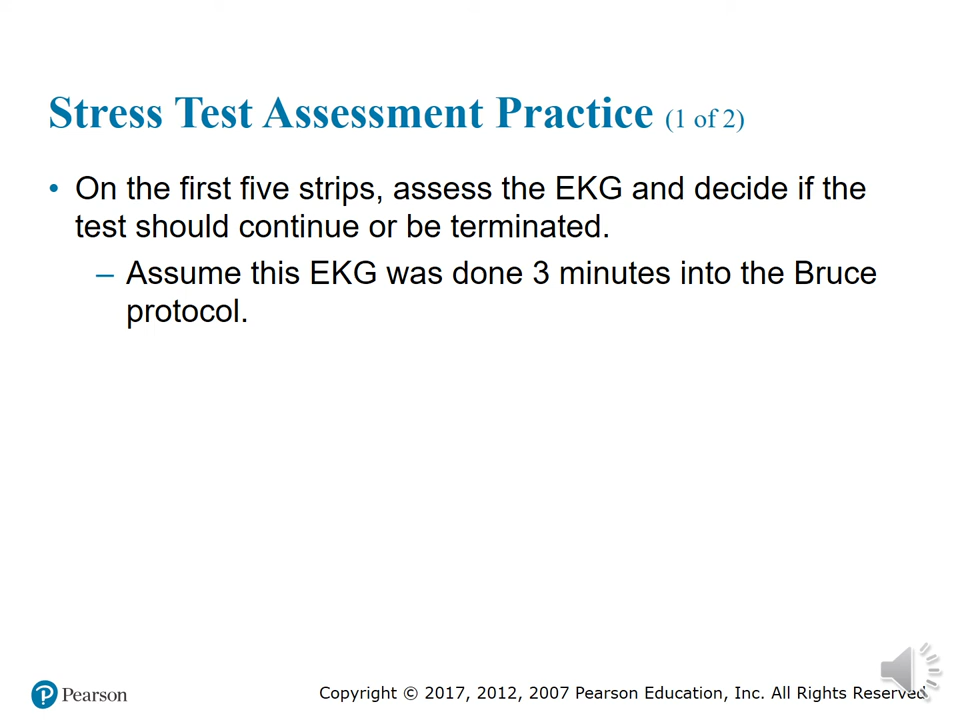 Stress Test Assessment Practice (1 of 2)
• On the first five strips, assess the EKG and decide if the
test should continue or be terminated.
– Assume this EKG was done 3 minutes into the Bruce
protocol.
Pearson
Copyright © 2017, 2012, 2007 Pearson Education, Inc. All Rights Reserved